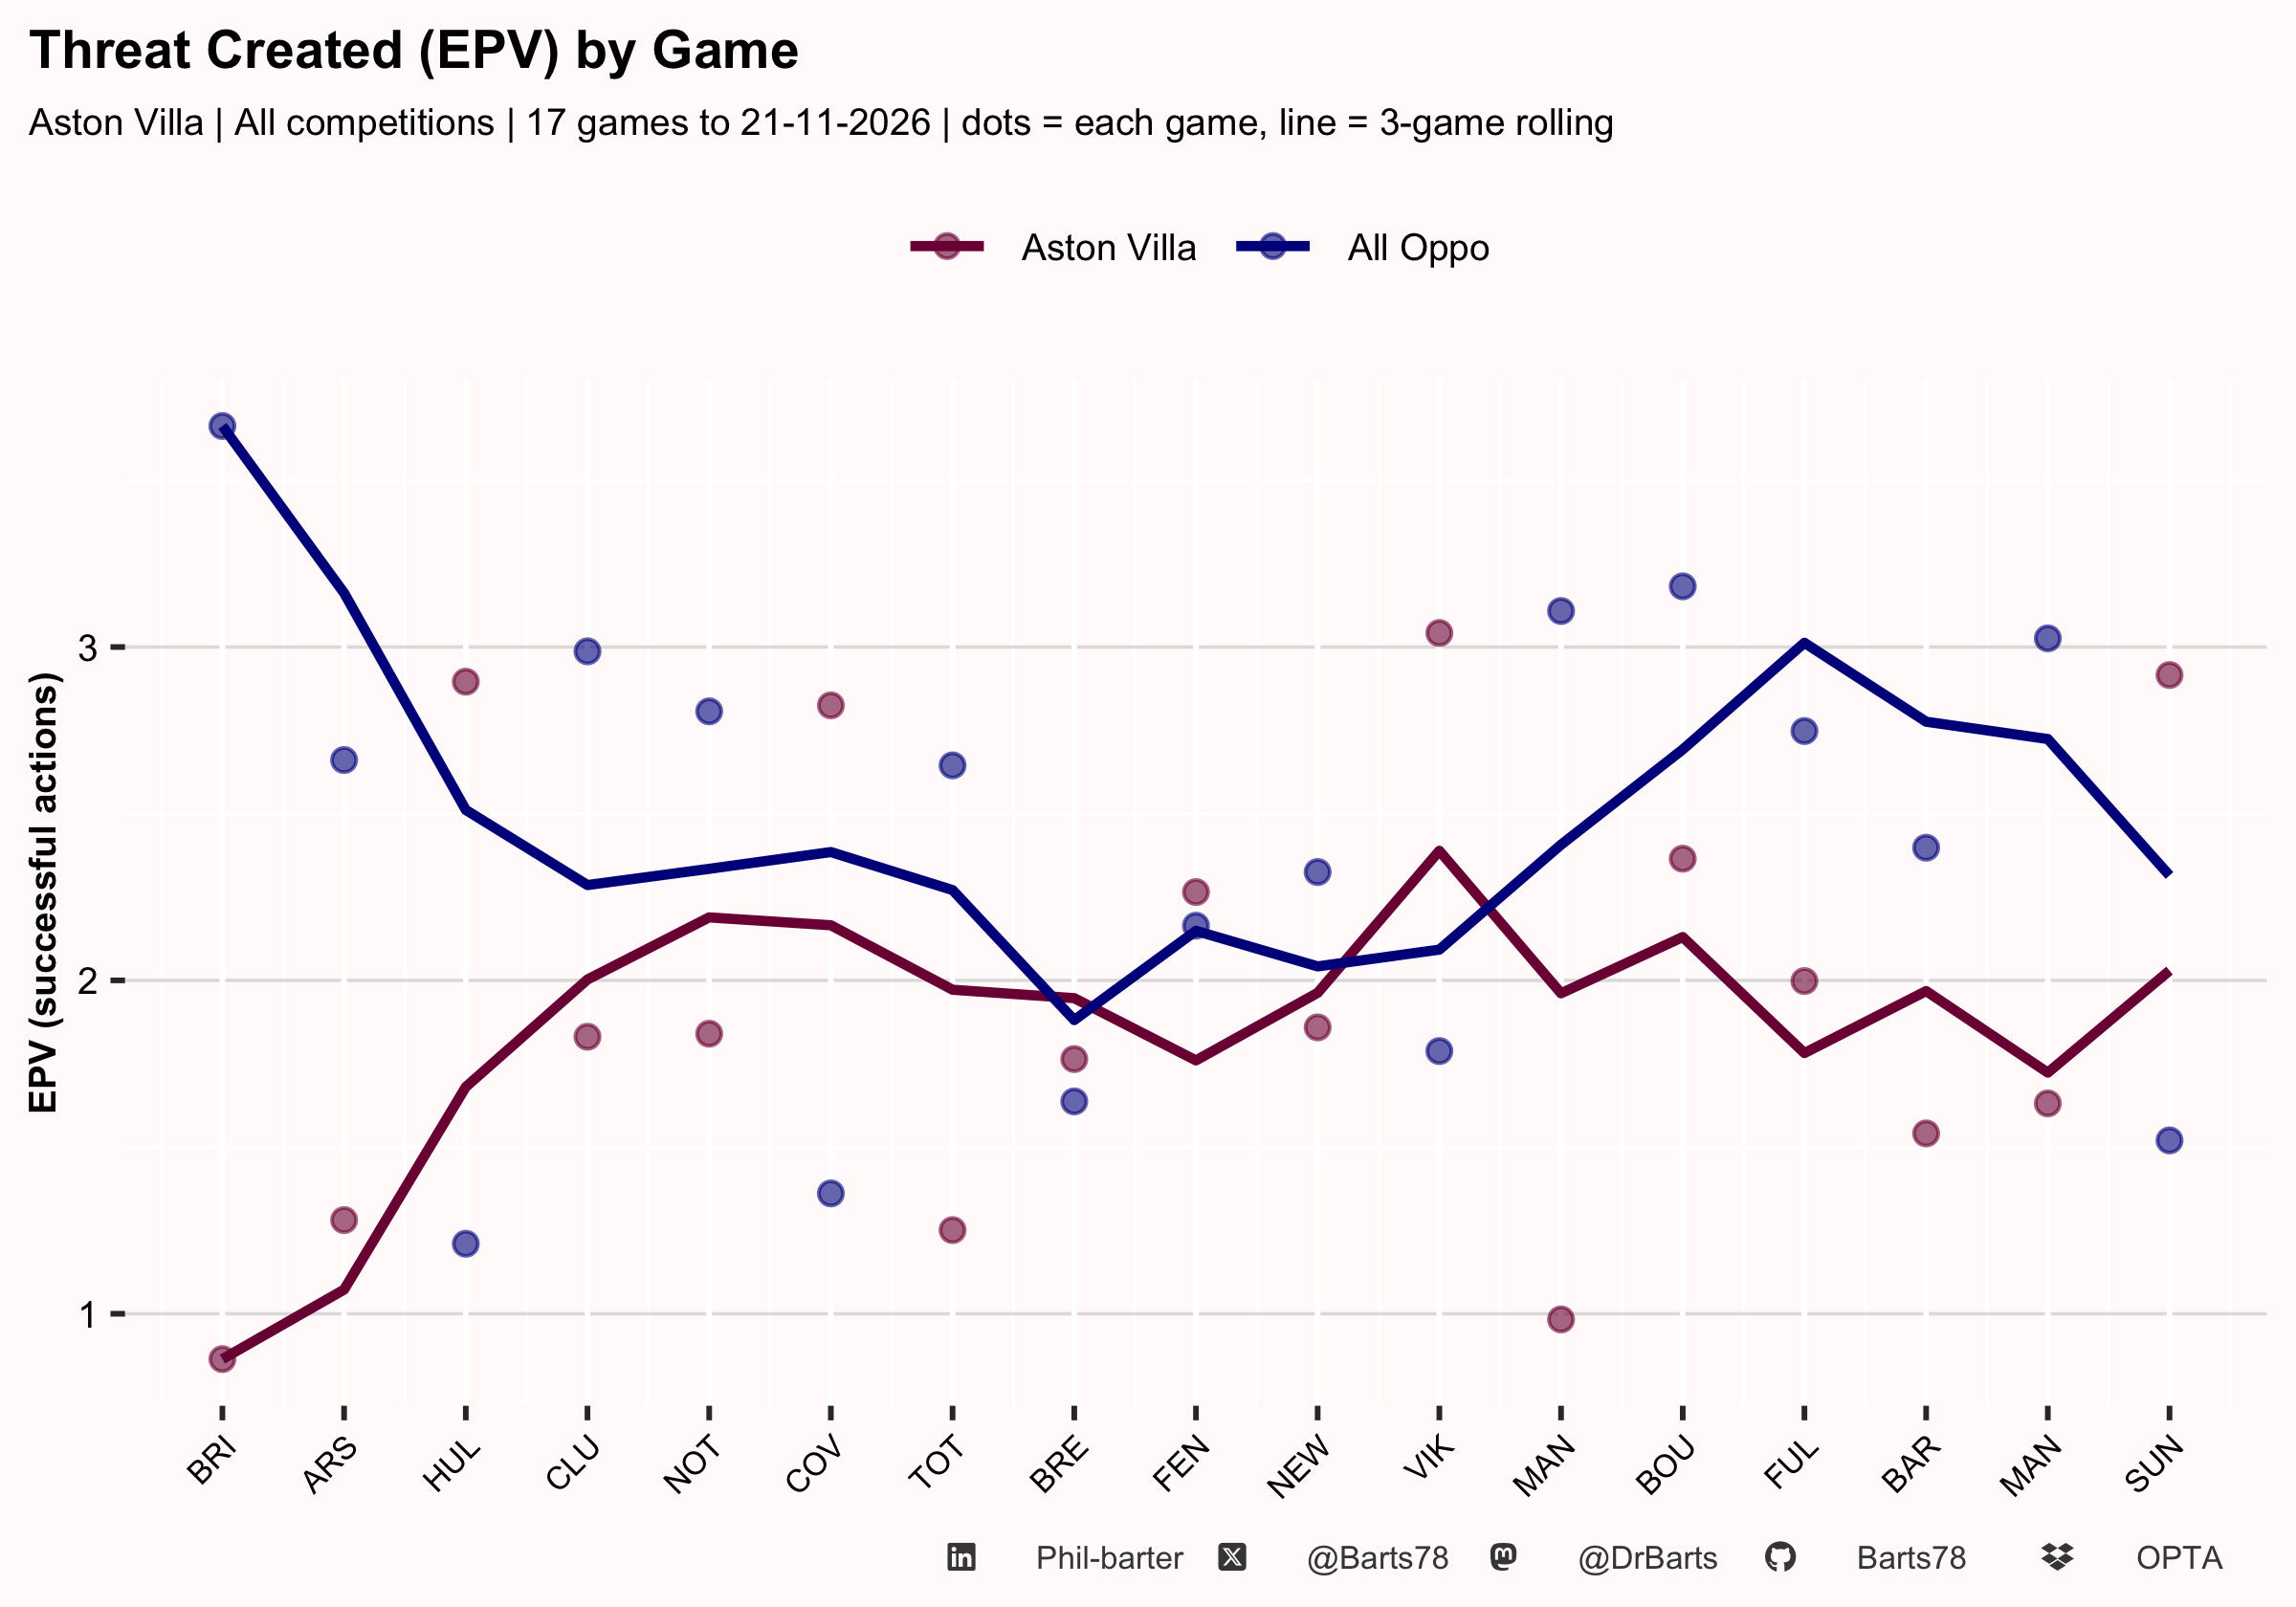 Threat Created (EPV) by Game
Aston Villa | All competitions | 17 games to 21-11-2026 | dots = each game, line = 3-game rolling
Aston Villa All Oppo
EPV (successful actions)
3
2
1
BRI ARS HUL CLU NOT COV TOT BRE FEN NEW VIK MAN BOU FUL BAR MAN SUN
Phil-barter @Barts78 @DrBarts Barts78 OPTA